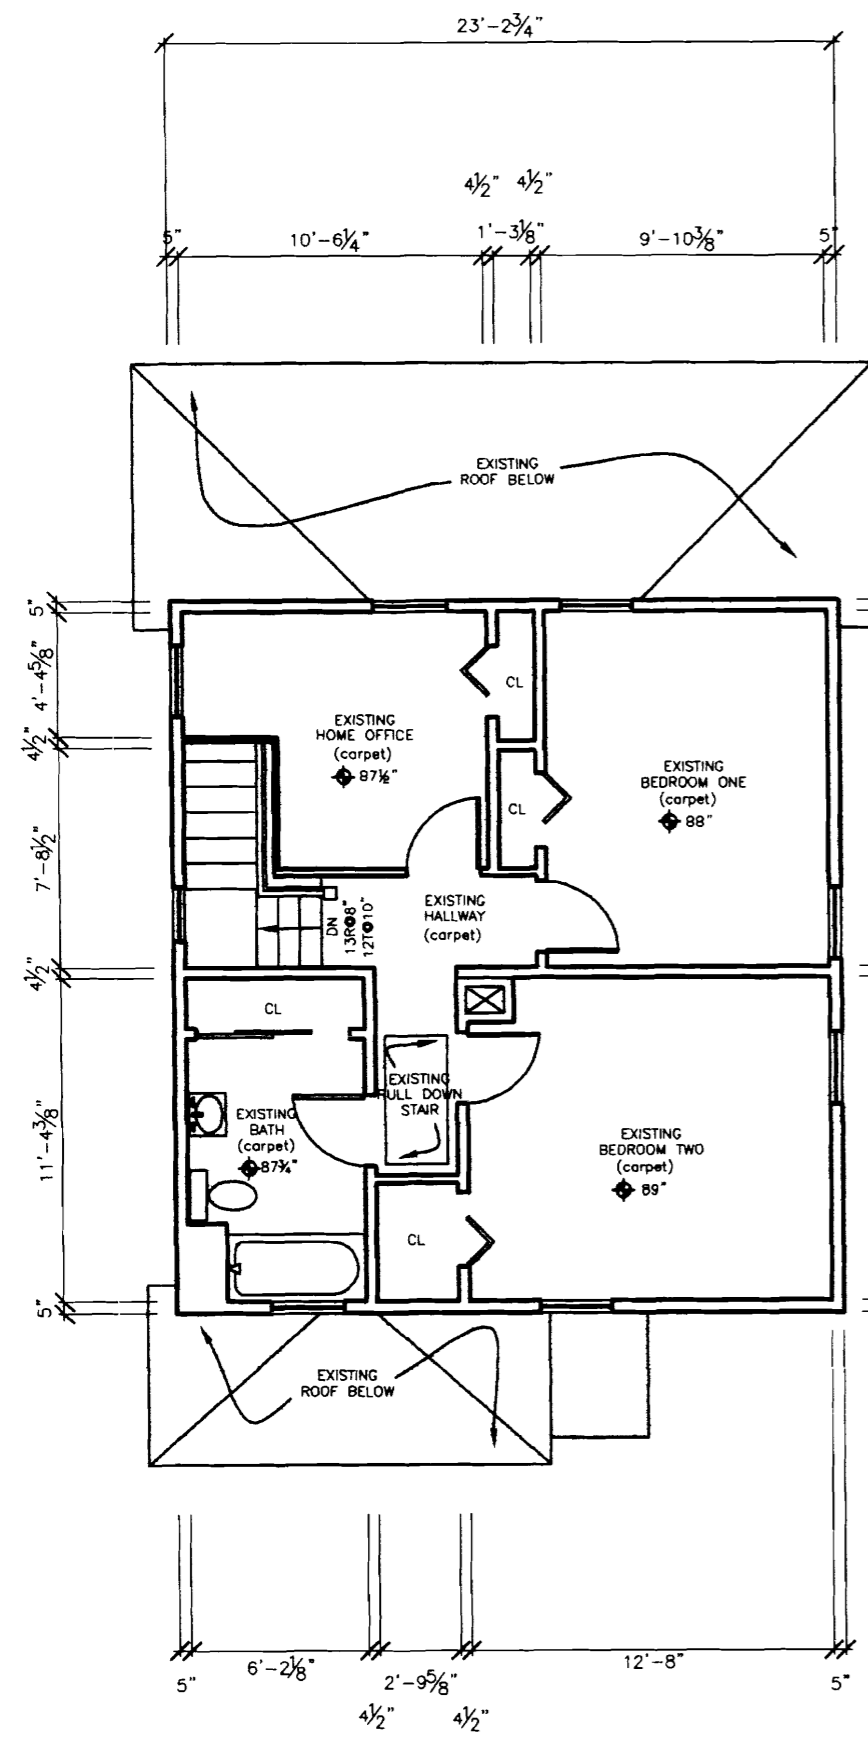 23'-2¾"
4½" 4½"
5" 10'-6¼" 1'-3⅛" 9'-10⅜" 5"
EXISTING
ROOF BELOW
5"
4'-4⅝"
4½"
7'-8½"
4½"
11'-4⅜"
5"
CL
EXISTING
HOME OFFICE
(carpet)
87½"
CL
EXISTING
BEDROOM ONE
(carpet)
88"
DN
13R@8"
12T@10"
EXISTING
HALLWAY
(carpet)
CL
EXISTING
PULL DOWN
STAIR
EXISTING
BATH
(carpet)
87¾"
EXISTING
BEDROOM TWO
(carpet)
89"
CL
EXISTING
ROOF BELOW
5" 6'-2⅛" 2'-9⅝" 12'-8" 5"
4½" 4½"